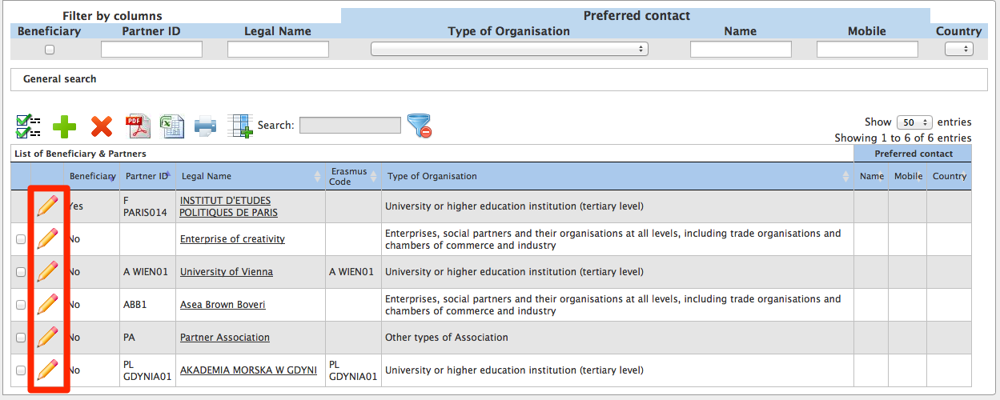 Filter by columns
Preferred contact
Beneficiary Partner ID Legal Name Type of Organisation Name Mobile Country
General search
PDF
Search:
Show 50 entries
Showing 1 to 6 of 6 entries
List of Beneficiary & Partners Preferred contact
Beneficiary Partner ID Legal Name Erasmus Code Type of Organisation Name Mobile Country
Yes F PARIS014 INSTITUT D'ETUDES POLITIQUES DE PARIS University or higher education institution (tertiary level)
No Enterprise of creativity Enterprises, social partners and their organisations at all levels, including trade organisations and chambers of commerce and industry
No A WIEN01 University of Vienna A WIEN01 University or higher education institution (tertiary level)
No ABB1 Asea Brown Boveri Enterprises, social partners and their organisations at all levels, including trade organisations and chambers of commerce and industry
No PA Partner Association Other types of Association
No PL GDYNIA01 AKADEMIA MORSKA W GDYNI PL GDYNIA01 University or higher education institution (tertiary level)